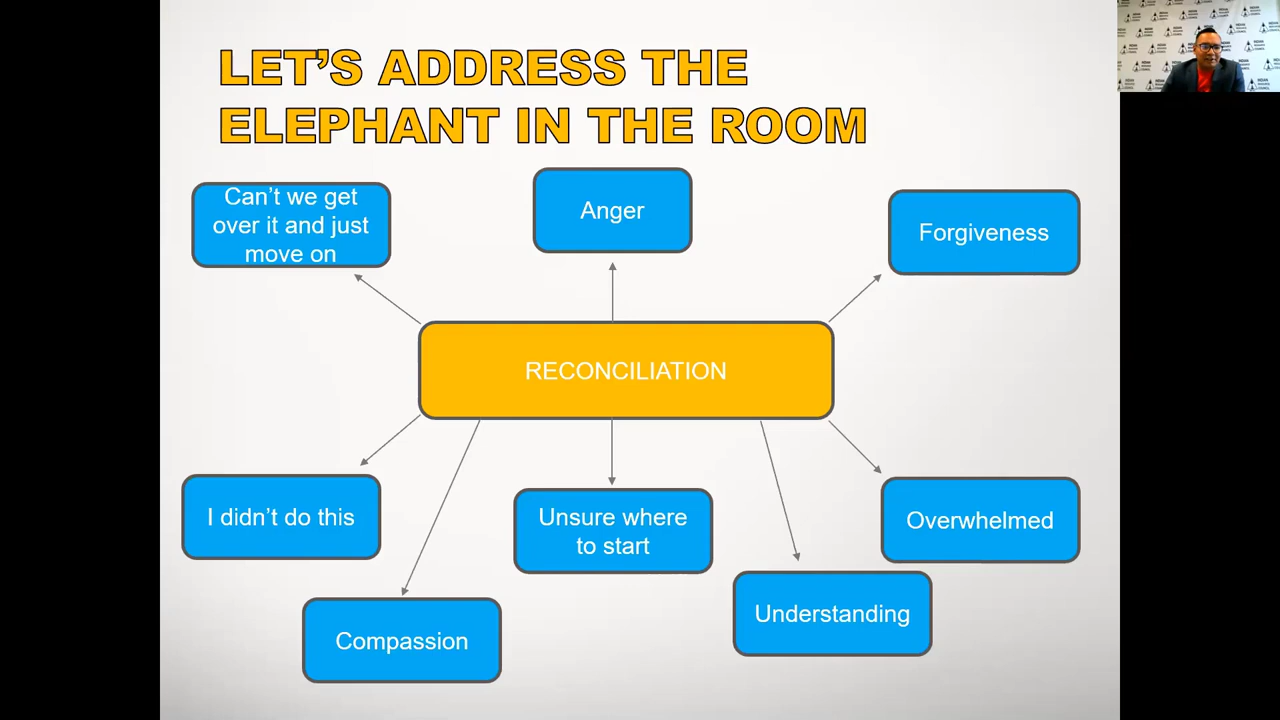 LET'S ADDRESS THE
ELEPHANT IN THE ROOM
Can't we get
over it and just
move on
Anger
Forgiveness
RECONCILIATION
I didn't do this
Unsure where
to start
Overwhelmed
Compassion
Understanding